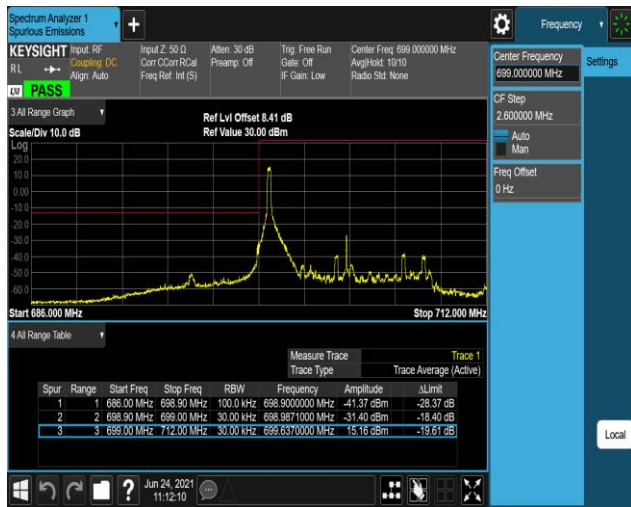 Spectrum Analyzer 1
Spurious Emissions
+
Frequency
KEYSIGHT
RL
LXI PASS
Input: RF
Coupling: DC
Align: Auto
Input Z: 50 Ω
Corr CCorr RCal
Freq Ref: Int (S)
Atten: 30 dB
Preamp: Off
Trig: Free Run
Gate: Off
IF Gain: Low
Center Freq: 699.000000 MHz
Avg|Hold: 10/10
Radio Std: None
Center Frequency
699.000000 MHz
Settings
CF Step
2.600000 MHz
Auto
Man
Freq Offset
0 Hz
3 All Range Graph
Scale/Div 10.0 dB
Ref Lvl Offset 8.41 dB
Ref Value 30.00 dBm
Log
20.0
10.0
0.00
-10.0
-20.0
-30.0
-40.0
-50.0
-60.0
Start 686.000 MHz Stop 712.000 MHz
4 All Range Table
Measure Trace Trace 1
Trace Type Trace Average (Active)
Spur Range Start Freq Stop Freq RBW Frequency Amplitude ΔLimit
1 1 686.00 MHz 698.90 MHz 100.0 kHz 698.9000000 MHz -41.37 dBm -28.37 dB
2 2 698.90 MHz 699.00 MHz 30.00 kHz 698.9871000 MHz -31.40 dBm -18.40 dB
3 3 699.00 MHz 712.00 MHz 30.00 kHz 699.6370000 MHz 15.16 dBm -19.61 dB
Local
?
Jun 24, 2021
11:12:10